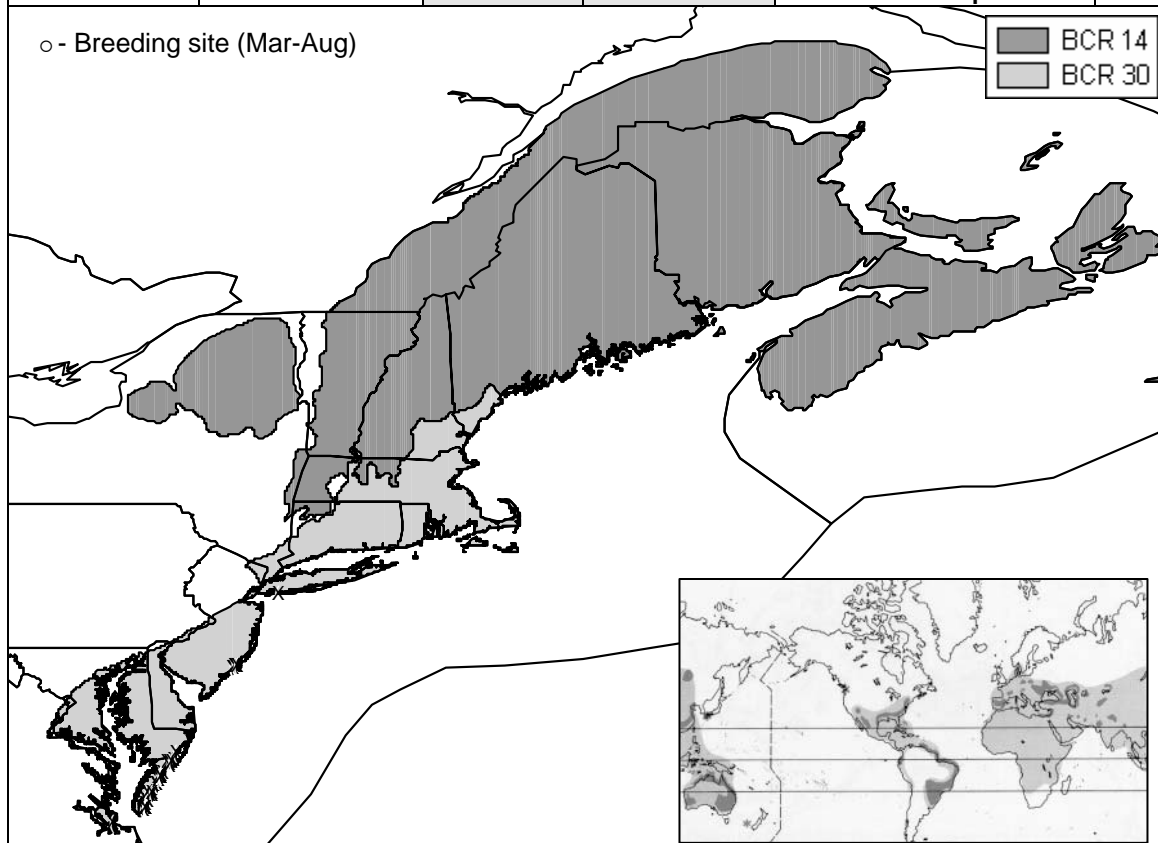 ○ - Breeding site (Mar-Aug)
BCR 14
BCR 30